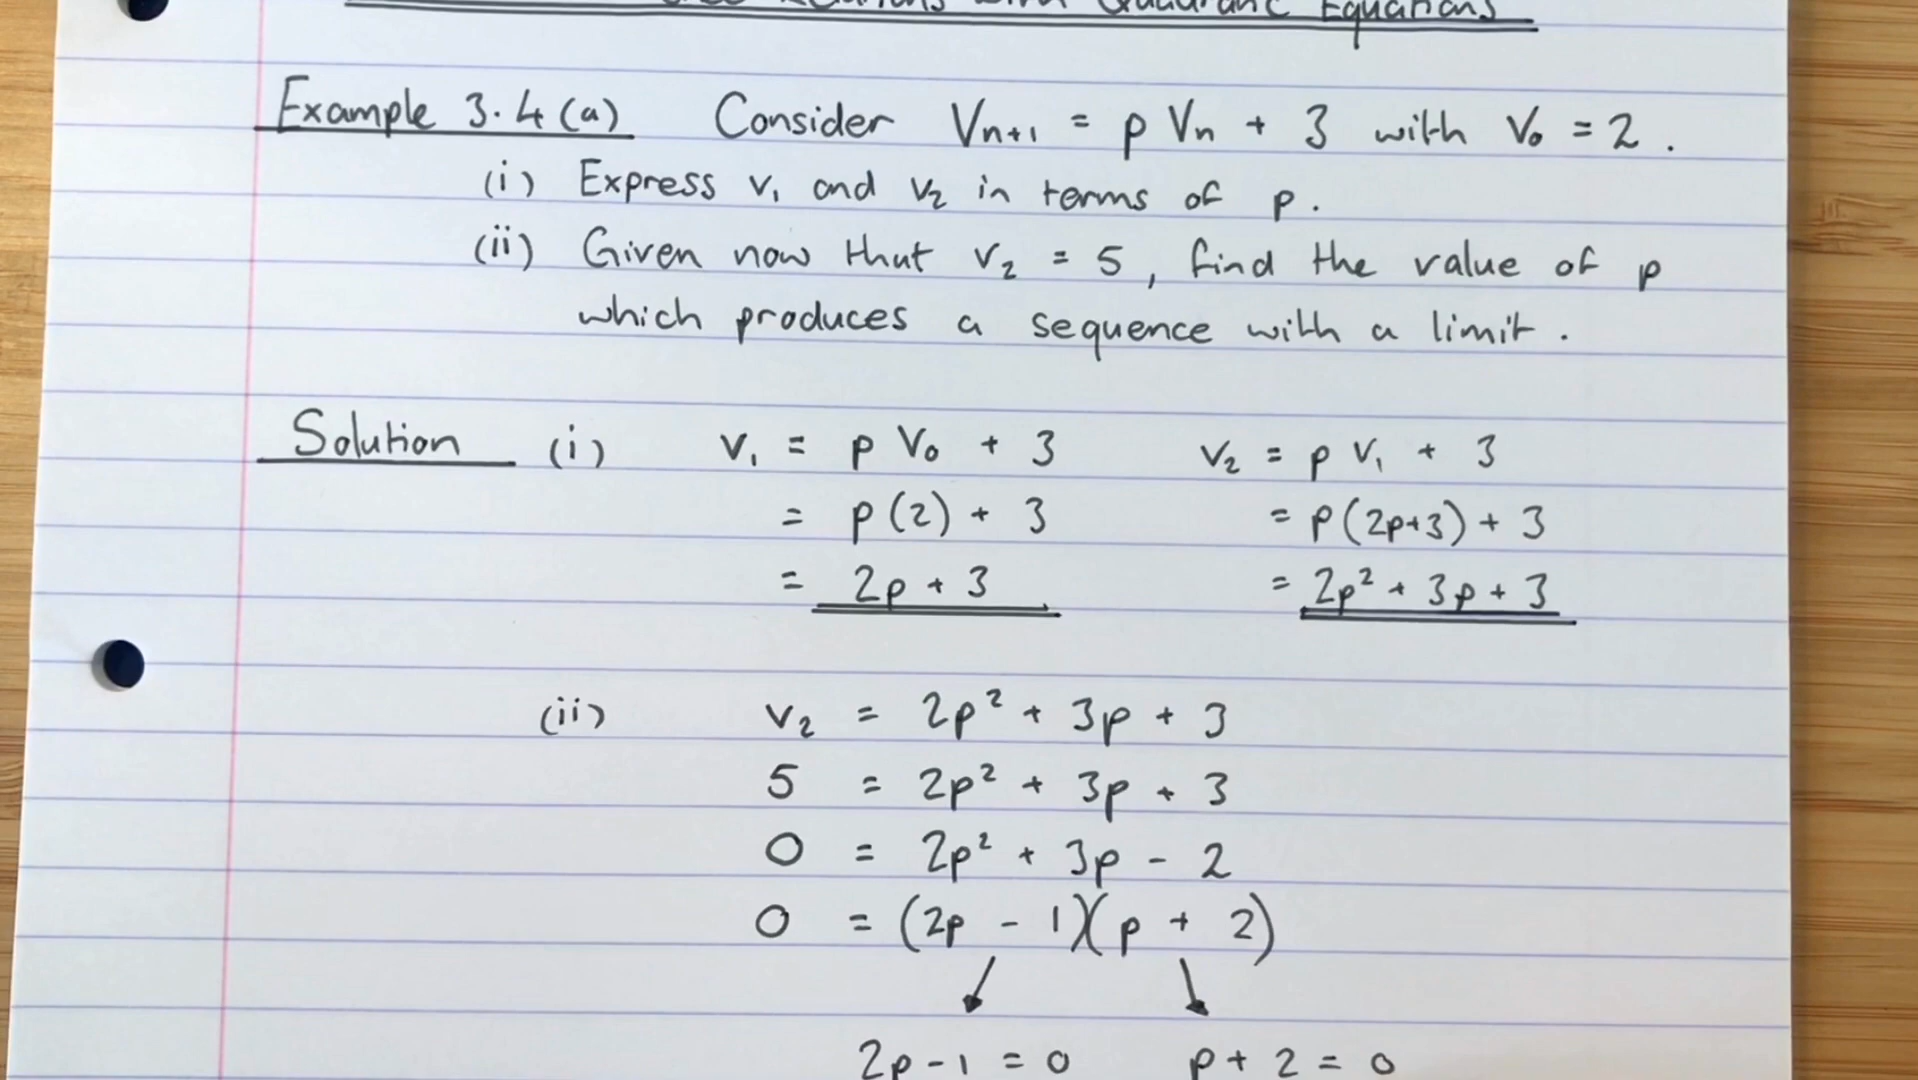 with Quadratic Equations
Example 3.4 (a) Consider Vn+1 = p Vn + 3 with V₀ = 2.
(i) Express v₁ and v₂ in terms of p.
(ii) Given now that v₂ = 5, find the value of p
which produces a sequence with a limit.
Solution (i) v₁ = p V₀ + 3 v₂ = p v₁ + 3
= p(2) + 3 = p(2p+3) + 3
= 2p + 3 = 2p² + 3p + 3
(ii) v₂ = 2p² + 3p + 3
5 = 2p² + 3p + 3
0 = 2p² + 3p - 2
0 = (2p - 1)(p + 2)
2p - 1 = 0 p + 2 = 0